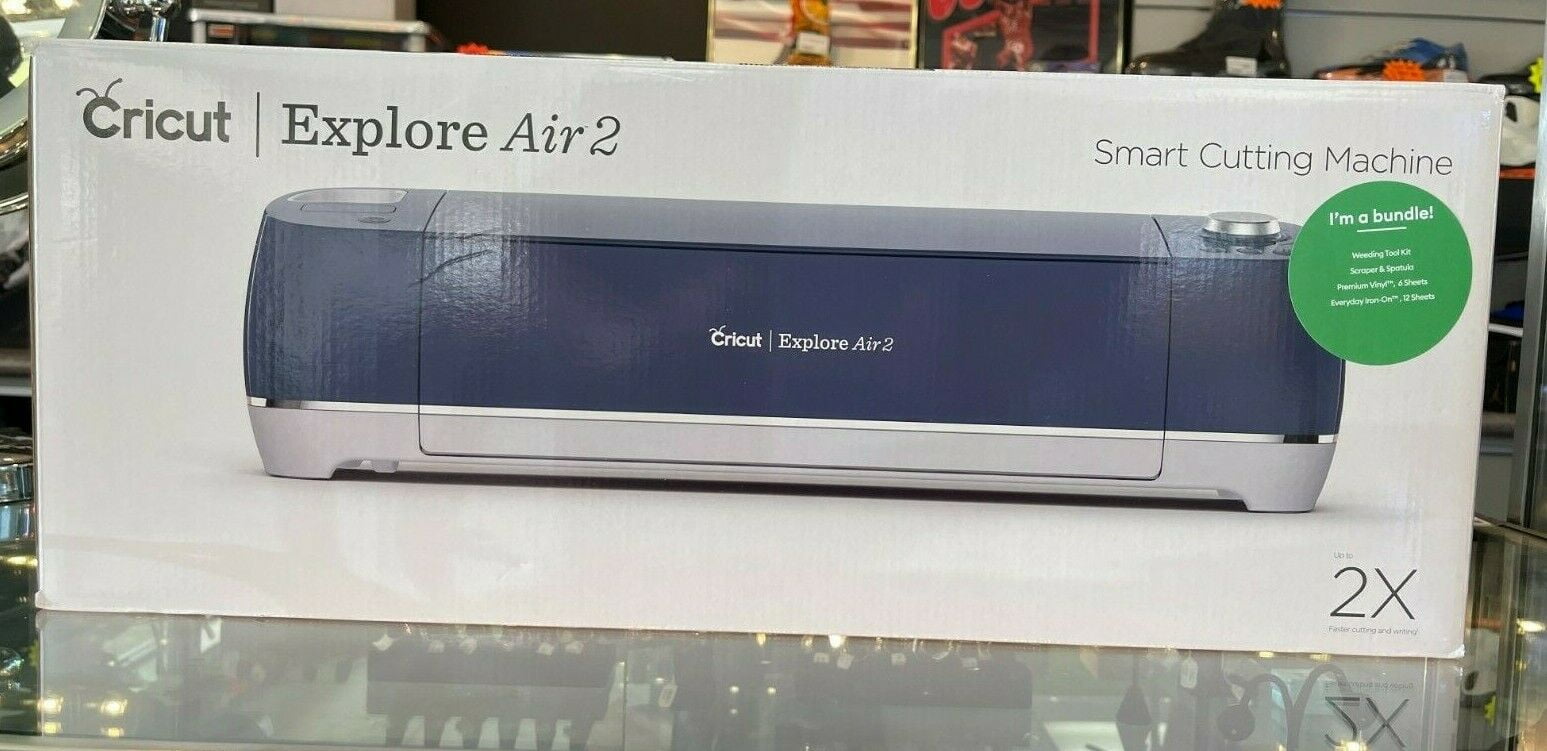 Cricut | Explore Air 2
Smart Cutting Machine
I'm a bundle!
Weeding Tool Kit
Scraper & Spatula
Premium Vinyl™, 6 Sheets
Everyday Iron-On™, 12 Sheets
Cricut | Explore Air 2
Up to
2X
Faster cutting and writing